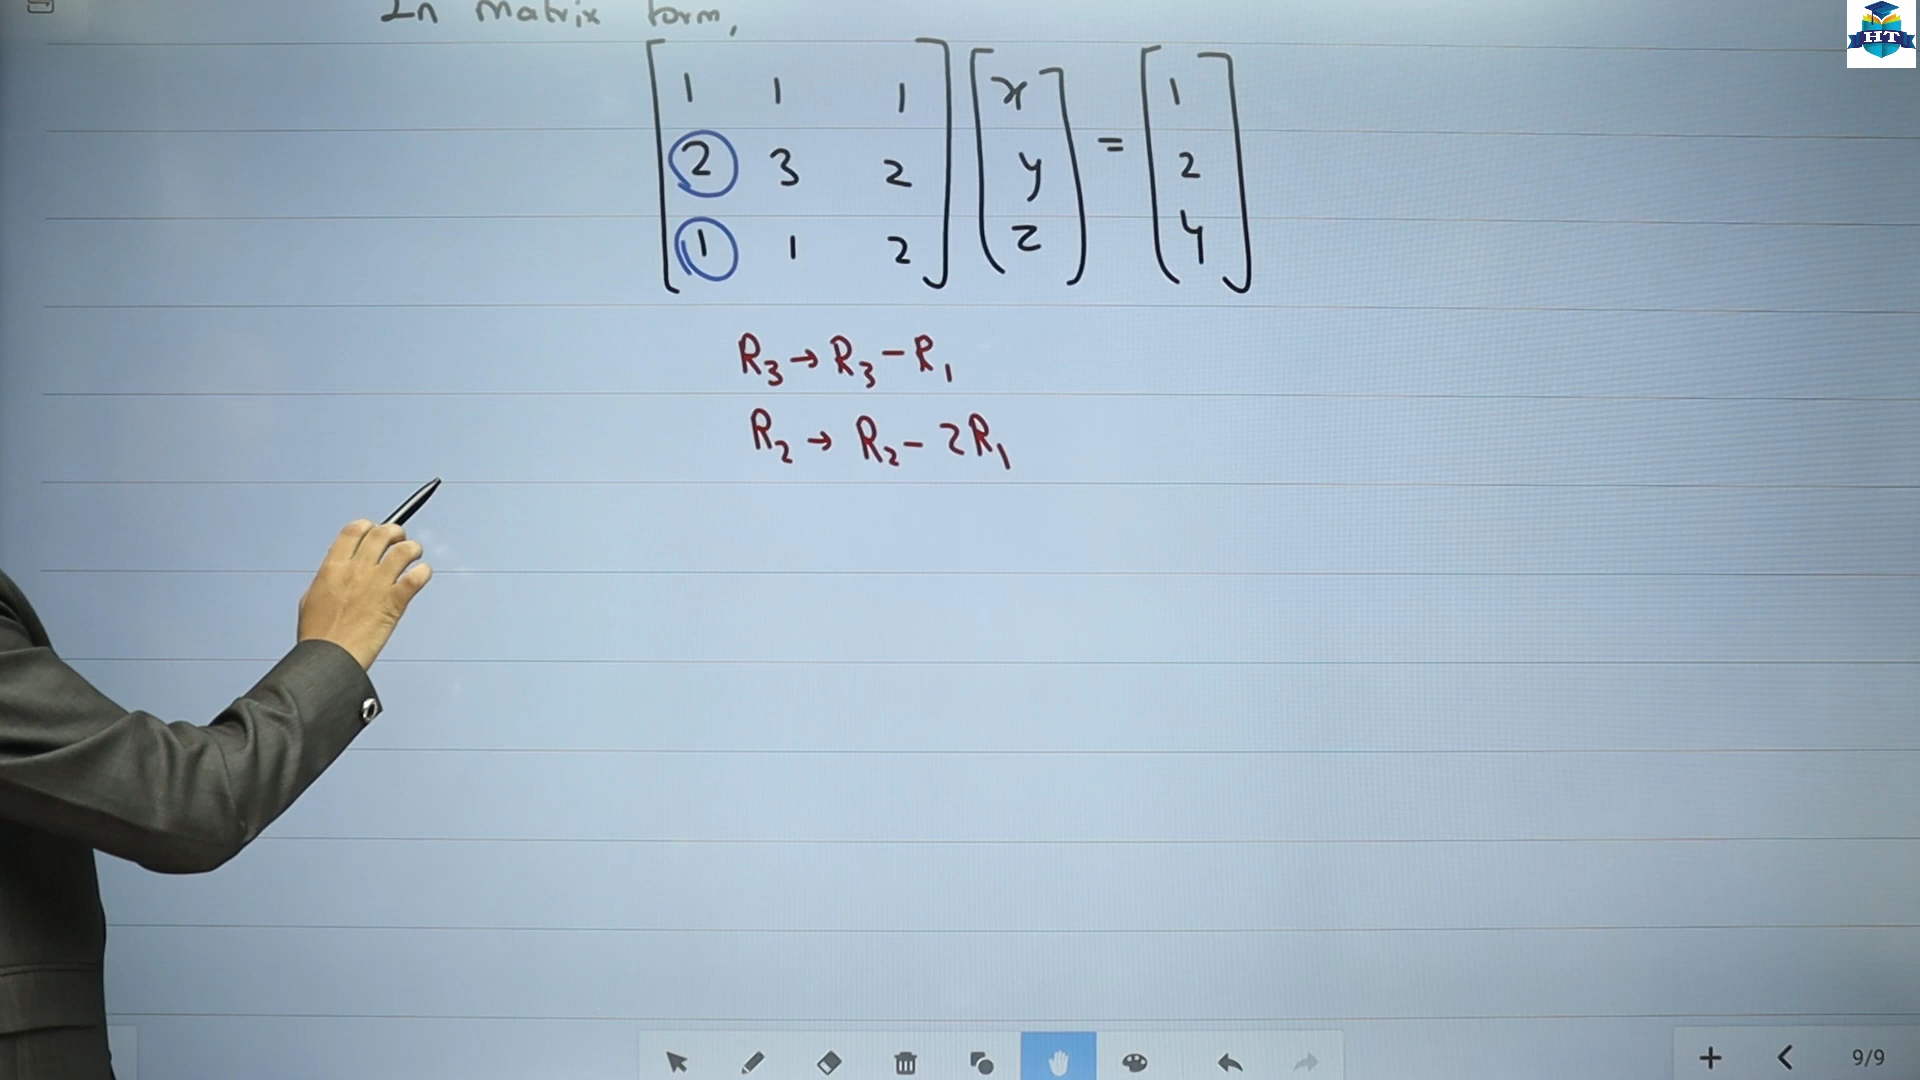 In matrix form,
1 1 1 x 1
2 3 2 y = 2
1 1 2 z 4
R3 → R3 - R1
R2 → R2 - 2R1
HT
9/9